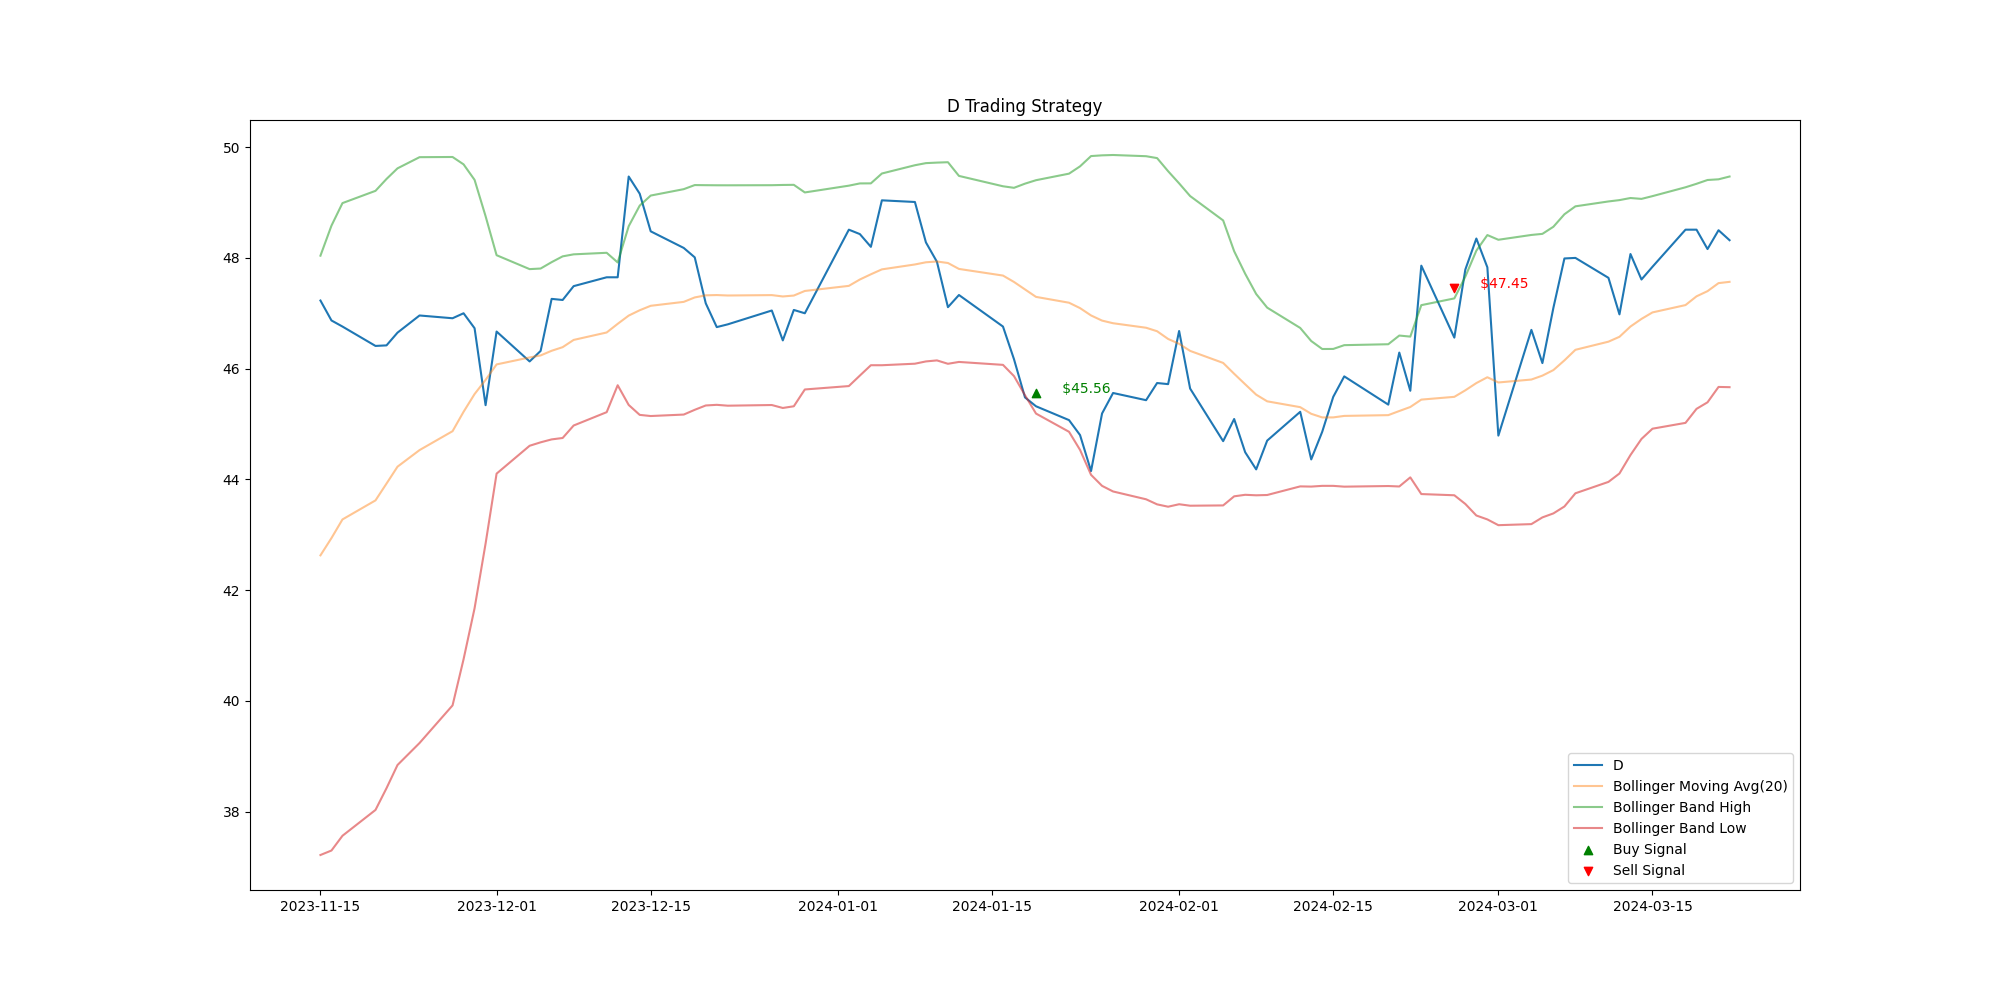 D Trading Strategy
50
48
46
44
42
40
38
$47.45
$45.56
D
Bollinger Moving Avg(20)
Bollinger Band High
Bollinger Band Low
Buy Signal
Sell Signal
2023-11-15 2023-12-01 2023-12-15 2024-01-01 2024-01-15 2024-02-01 2024-02-15 2024-03-01 2024-03-15